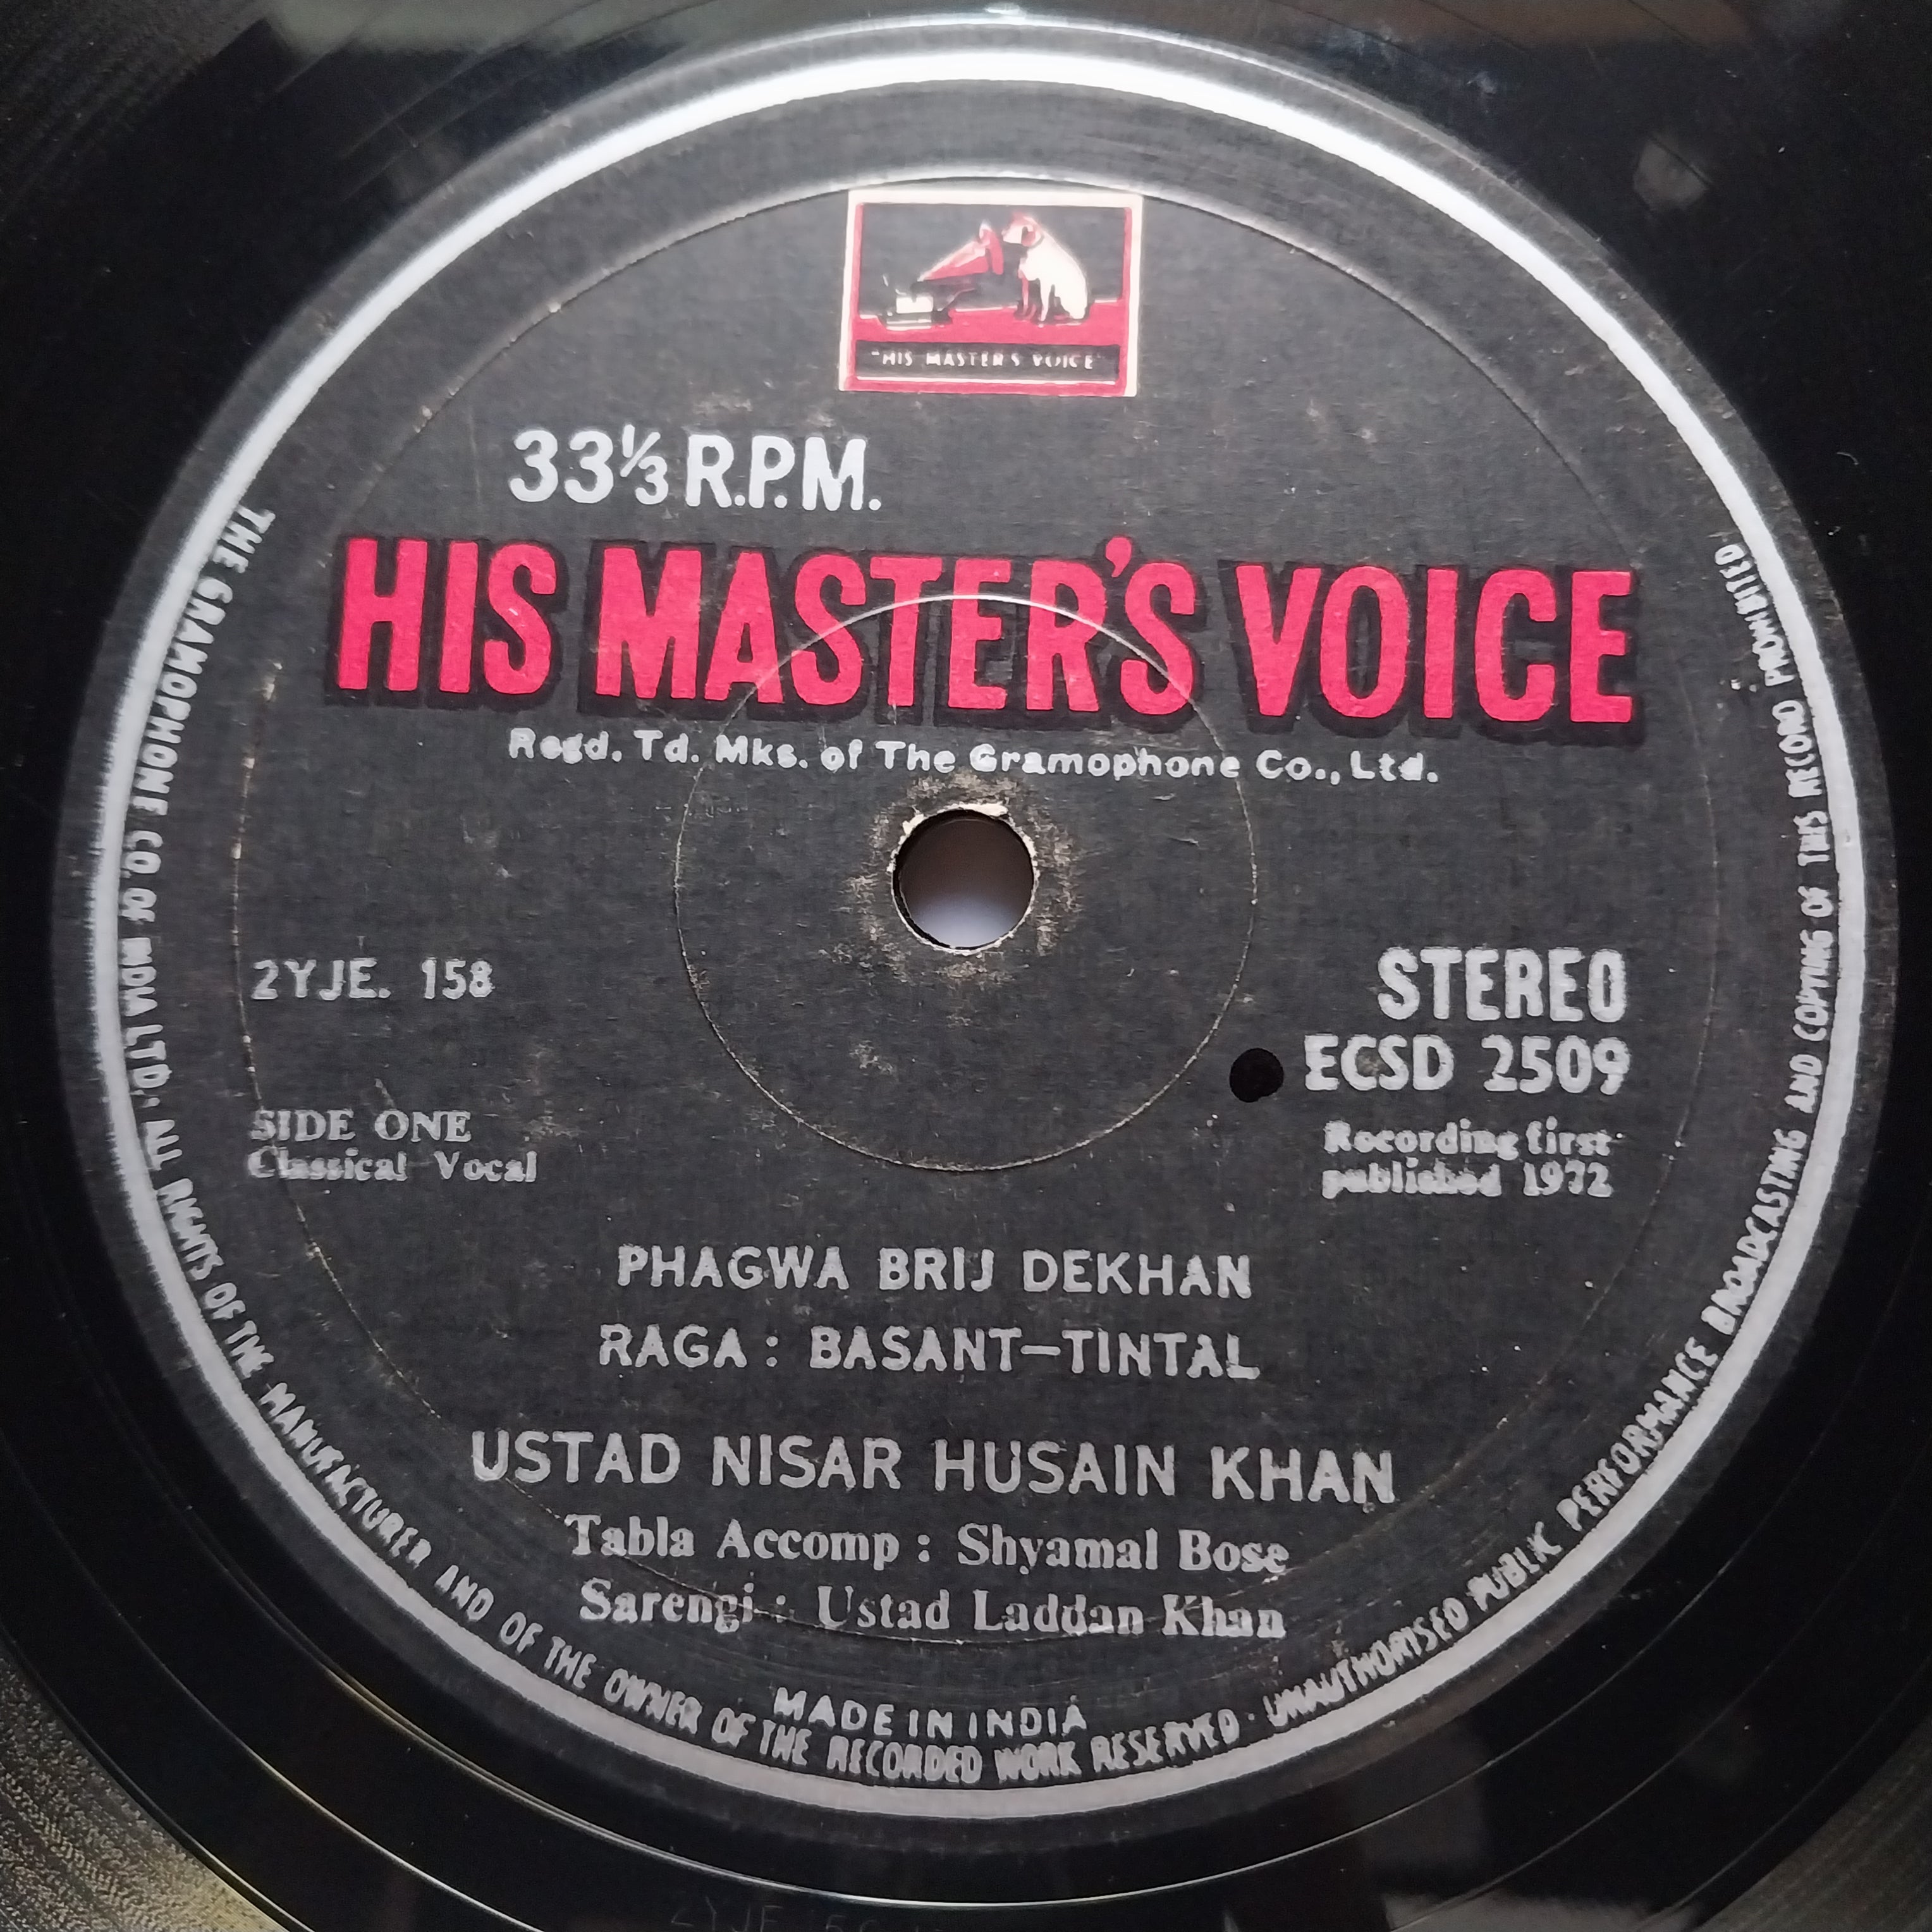 "HIS MASTER'S VOICE"
33⅓ R.P.M.
HIS MASTER'S VOICE
Regd. Td. Mks. of The Gramophone Co., Ltd.
2YJE. 158
STEREO
ECSD 2509
SIDE ONE
Classical Vocal
Recording first
published 1972
PHAGWA BRIJ DEKHAN
RAGA : BASANT—TINTAL
USTAD NISAR HUSAIN KHAN
Tabla Accomp : Shyamal Bose
Sarengi : Ustad Laddan Khan
MADE IN INDIA
THE GRAMOPHONE CO. OF INDIA LTD. · ALL RIGHTS OF THE MANUFACTURER AND OF THE OWNER OF THE RECORDED WORK RESERVED · UNAUTHORISED PUBLIC PERFORMANCE BROADCASTING AND COPYING OF THIS RECORD PROHIBITED
2YJE